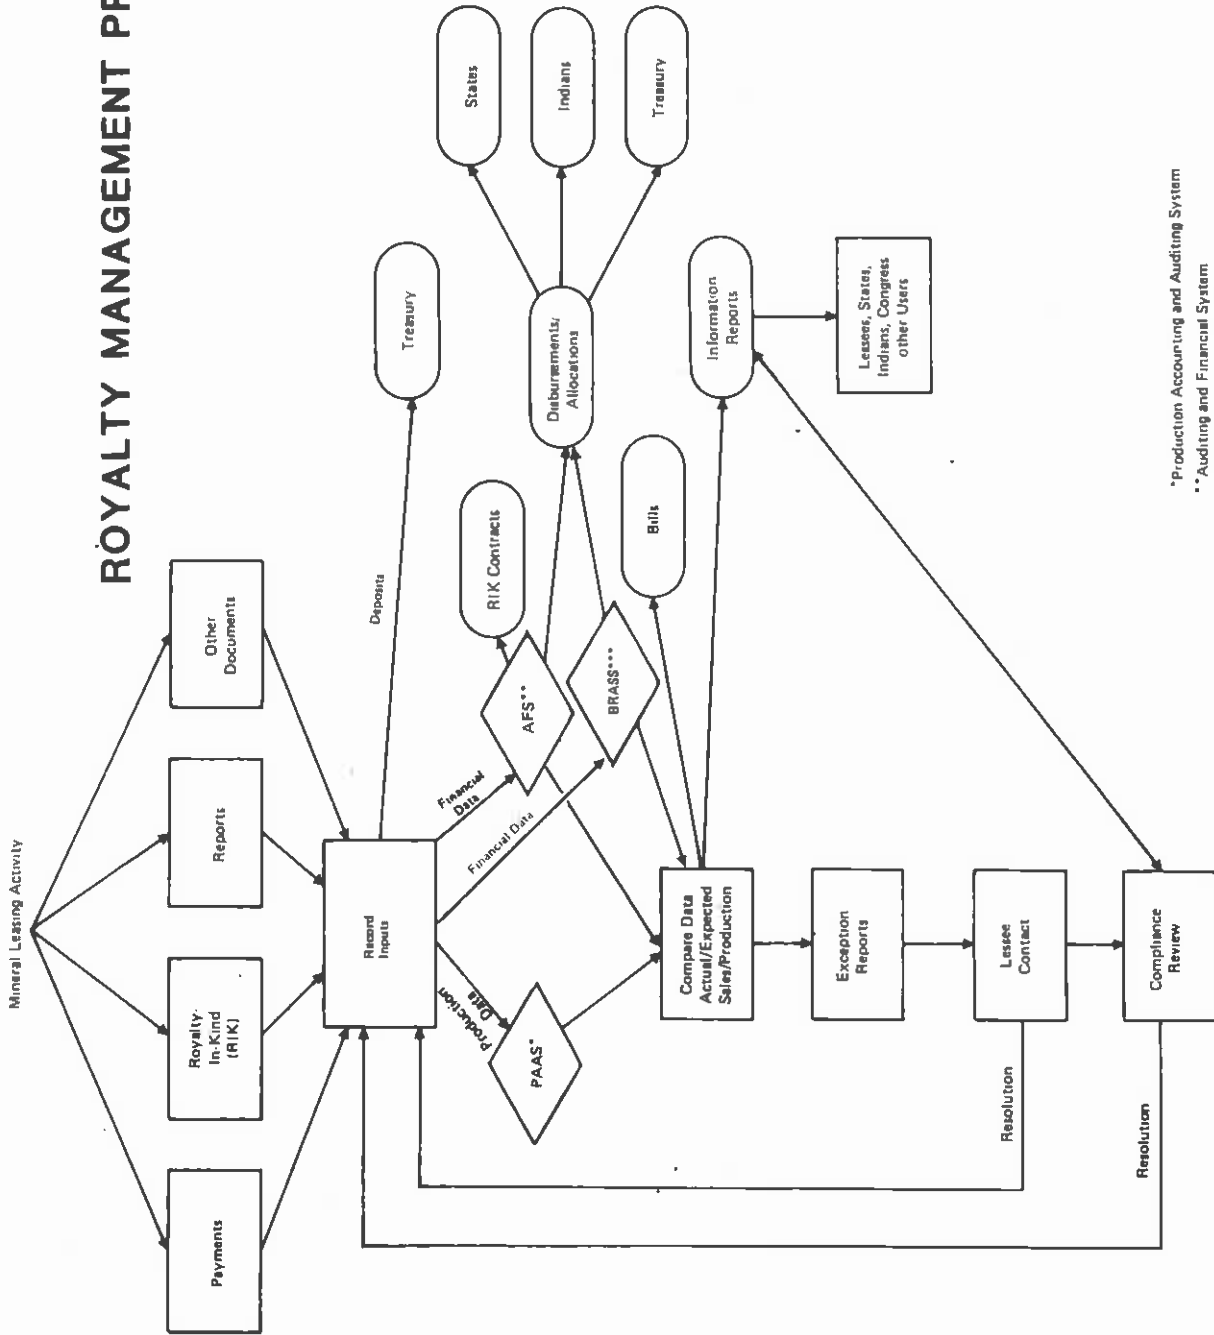 ROYALTY MANAGEMENT PR
Mineral Leasing Activity
Payments
Royalty-
In-Kind
(RIK)
Reports
Other
Documents
Record
Inputs
Deposits
Treasury
Production
Data
Financial Data
Financial
Data
PAAS*
BRASS***
AFS**
RIK Contracts
Disbursements/
Allocations
States
Indians
Treasury
Bills
Compare Data
Actual/Expected
Sales/Production
Information
Reports
Lessees, States,
Indians, Congress
other Users
Exception
Reports
Lessee
Contact
Resolution
Compliance
Review
Resolution
*Production Accounting and Auditing System
**Auditing and Financial System